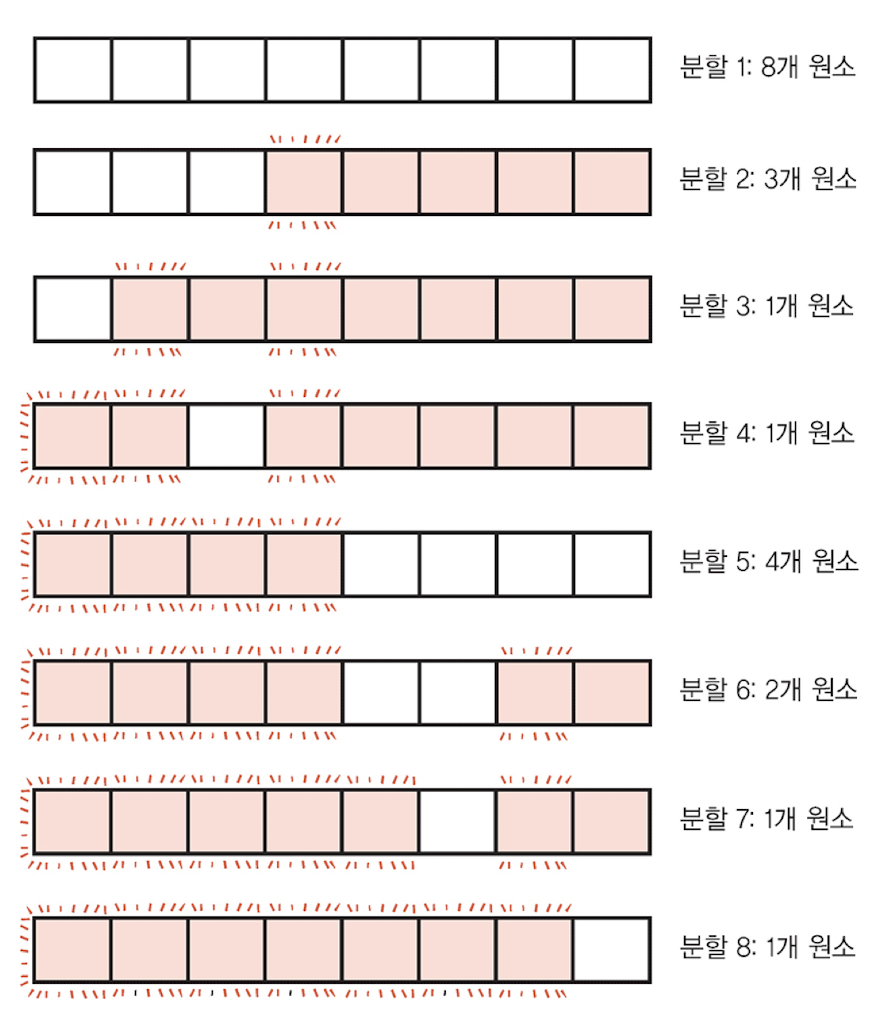 분할 1: 8개 원소
분할 2: 3개 원소
분할 3: 1개 원소
분할 4: 1개 원소
분할 5: 4개 원소
분할 6: 2개 원소
분할 7: 1개 원소
분할 8: 1개 원소